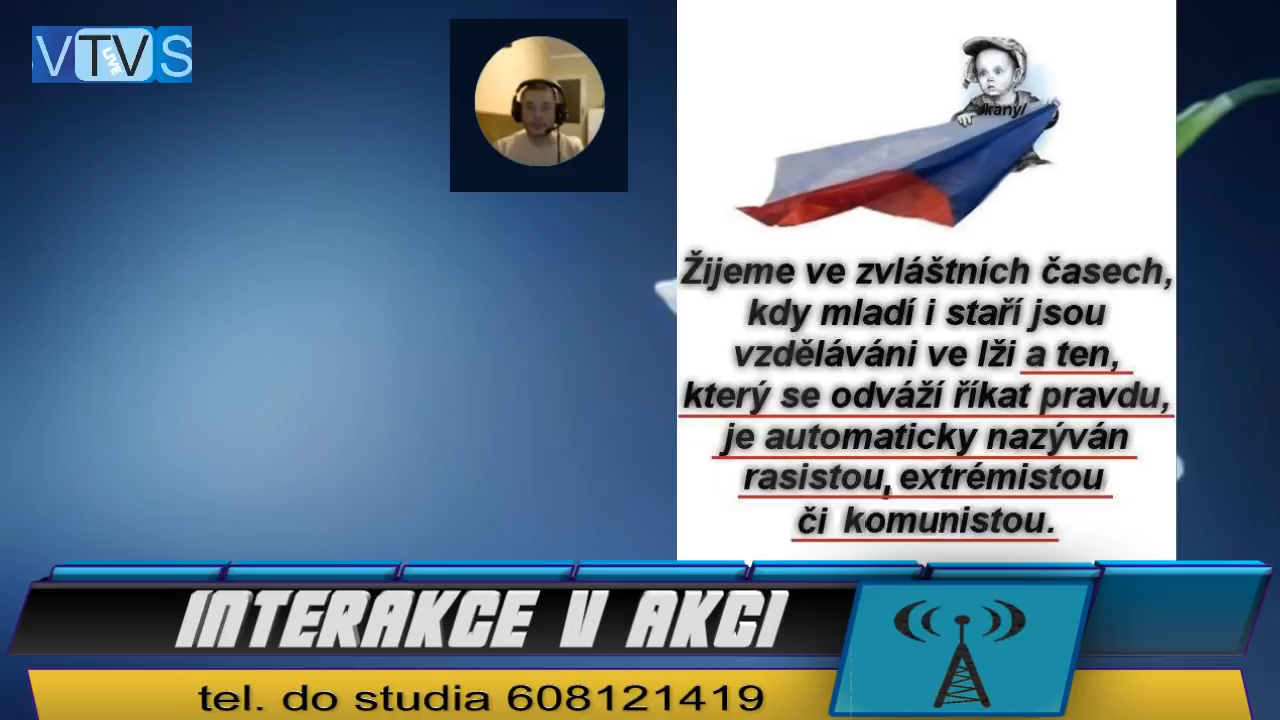 VTVS
LIVE
/kany/
Žijeme ve zvláštních časech,
kdy mladí i staří jsou
vzděláváni ve lži a ten,
který se odváží říkat pravdu,
je automaticky nazýván
rasistou, extrémistou
či komunistou.
INTERAKCE V AKCI
tel. do studia 608121419